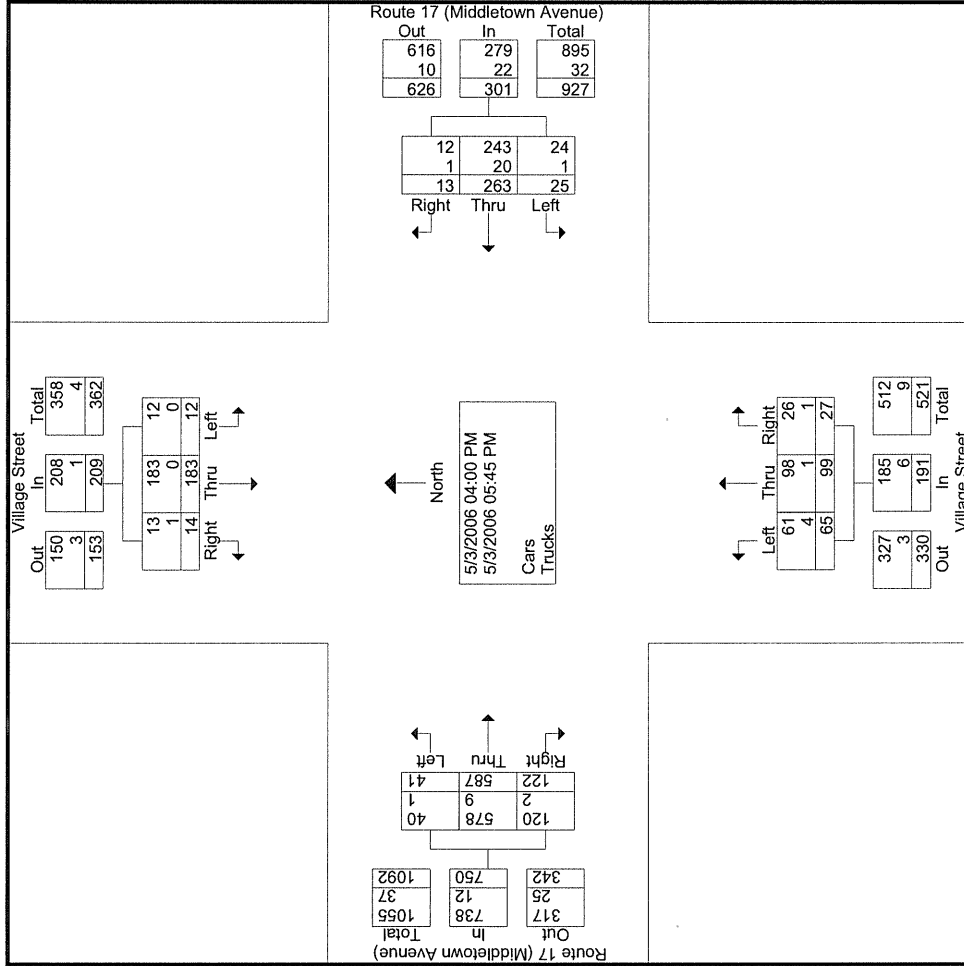 Route 17 (Middletown Avenue)
Out In Total
616 279 895
10 22 32
626 301 927
12 243 24
1 20 1
13 263 25
Right Thru Left
Village Street
Out In Total
150 208 358
3 1 4
153 209 362
13 183 12
1 0 0
14 183 12
Right Thru Left
North
5/3/2006 04:00 PM
5/3/2006 05:45 PM
Cars
Trucks
Left Thru Right
61 98 26
4 1 1
65 99 27
327 185 512
3 6 9
330 191 521
Out In Total
Village Street
Right Thru Left
122 587 41
2 9 1
120 578 40
342 750 1092
25 12 37
317 738 1055
Out In Total
Route 17 (Middletown Avenue)